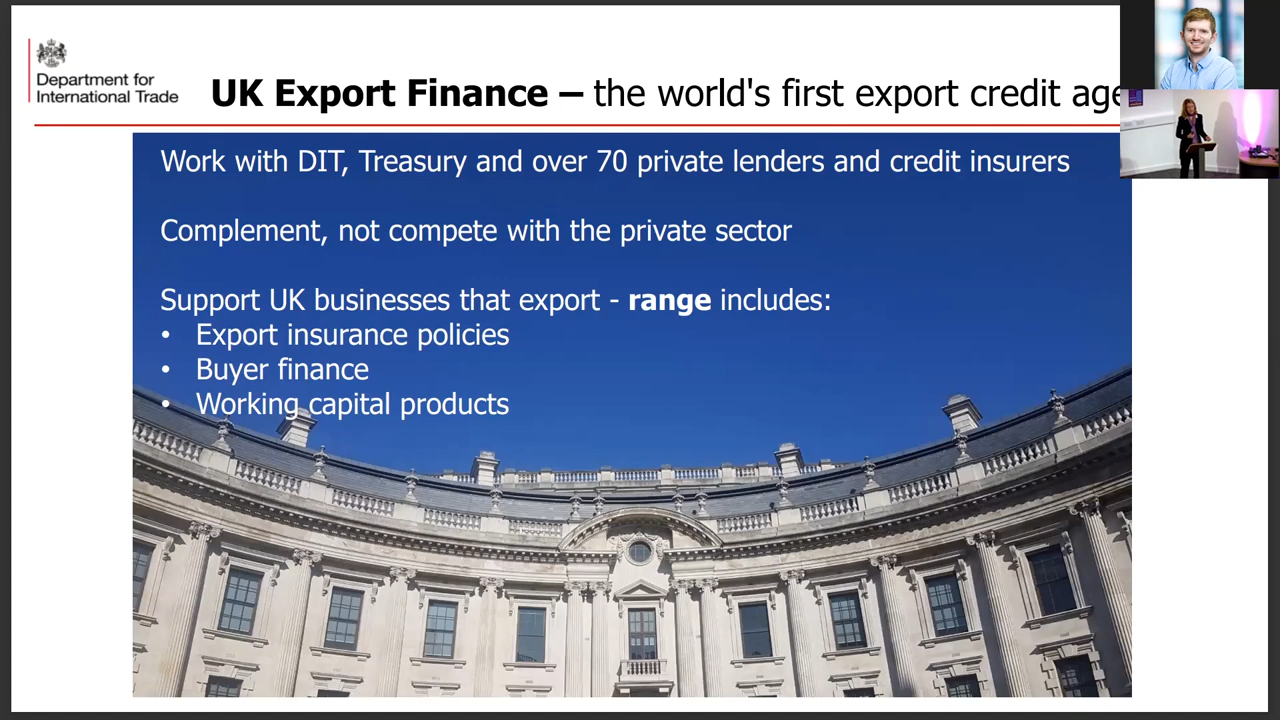 Department for
International Trade
UK Export Finance – the world's first export credit age
Work with DIT, Treasury and over 70 private lenders and credit insurers
Complement, not compete with the private sector
Support UK businesses that export - range includes:
• Export insurance policies
• Buyer finance
• Working capital products